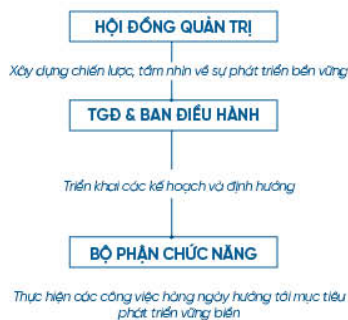 HỘI ĐỒNG QUẢN TRỊ
Xây dựng chiến lược, tầm nhìn về sự phát triển bền vững
TGĐ & BAN ĐIỀU HÀNH
Triển khai các kế hoạch và định hướng
BỘ PHẬN CHỨC NĂNG
Thực hiện các công việc hàng ngày hướng tới mục tiêu
phát triển vững biền